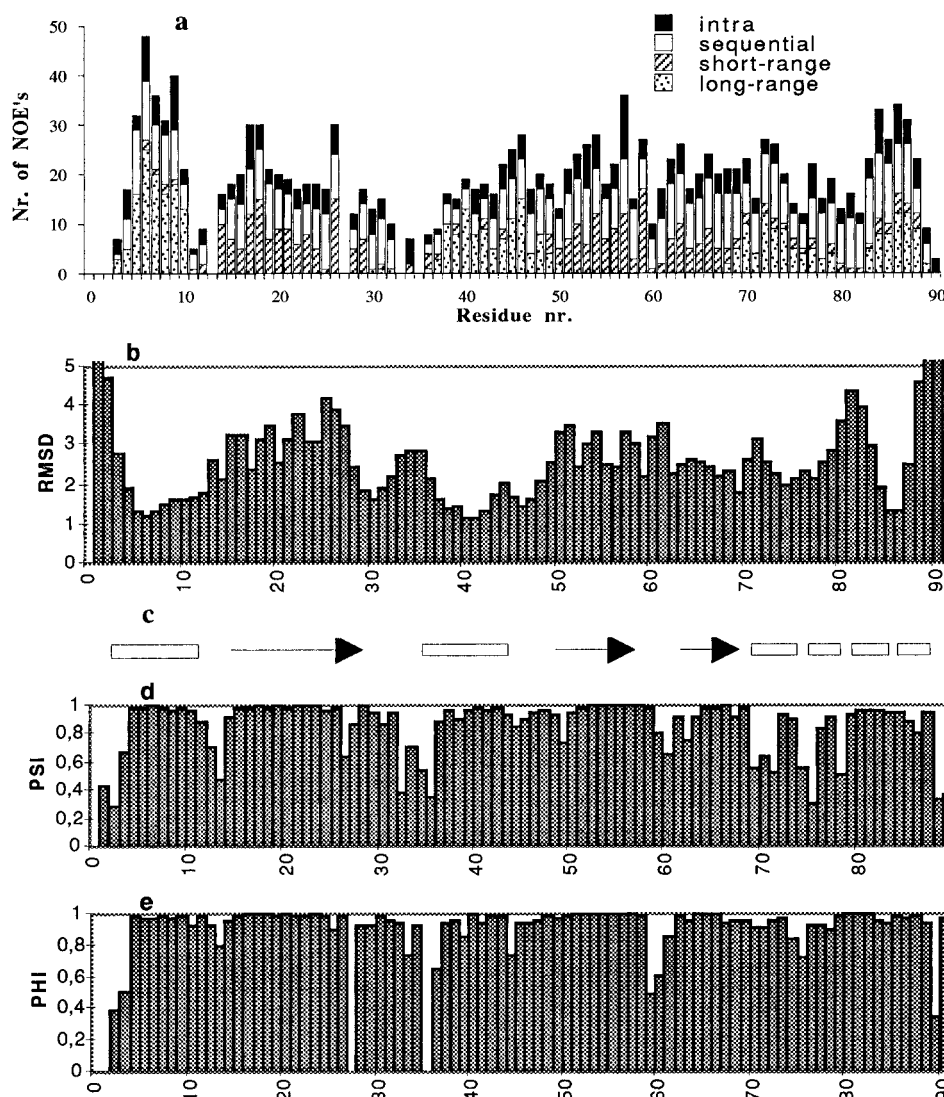 a
intra
sequential
short-range
long-range
Nr. of NOE's
50
40
30
20
10
0
0 10 20 30 40 50 60 70 80 90
Residue nr.
b
RMSD
5
4
3
2
1
0
0 10 20 30 40 50 60 70 80 90
c
d
PSI
1
0,8
0,6
0,4
0,2
0
0 10 20 30 40 50 60 70 80
e
PHI
1
0,8
0,6
0,4
0,2
0
0 10 20 30 40 50 60 70 80 90